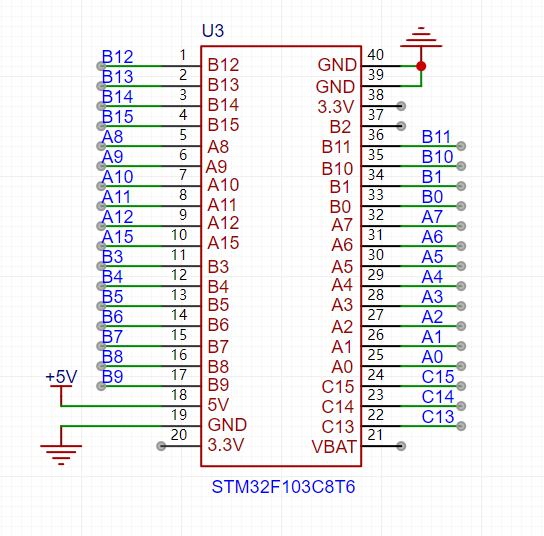 U3
B12 1 B12 GND 40
B13 2 B13 GND 39
B14 3 B14 3.3V 38
B15 4 B15 B2 37
A8 5 A8 B11 36 B11
A9 6 A9 B10 35 B10
A10 7 A10 B1 34 B1
A11 8 A11 B0 33 B0
A12 9 A12 A7 32 A7
A15 10 A15 A6 31 A6
B3 11 B3 A5 30 A5
B4 12 B4 A4 29 A4
B5 13 B5 A3 28 A3
B6 14 B6 A2 27 A2
B7 15 B7 A1 26 A1
B8 16 B8 A0 25 A0
B9 17 B9 C15 24 C15
+5V 18 5V C14 23 C14
19 GND C13 22 C13
20 3.3V VBAT 21
STM32F103C8T6